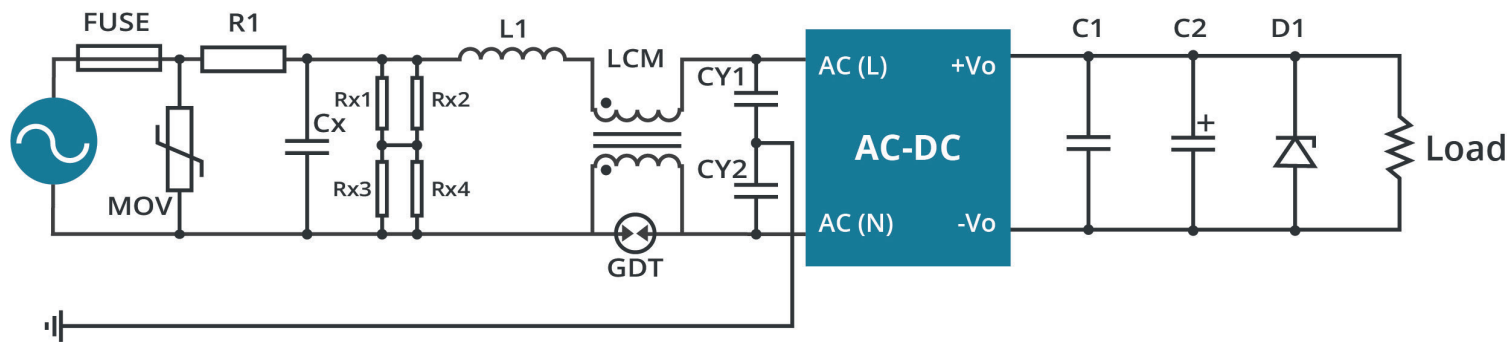 FUSE
R1
L1
LCM
CY1
AC (L)
+Vo
C1
C2
D1
Rx1
Rx2
Cx
+
AC-DC
Load
MOV
Rx3
Rx4
CY2
AC (N)
-Vo
GDT